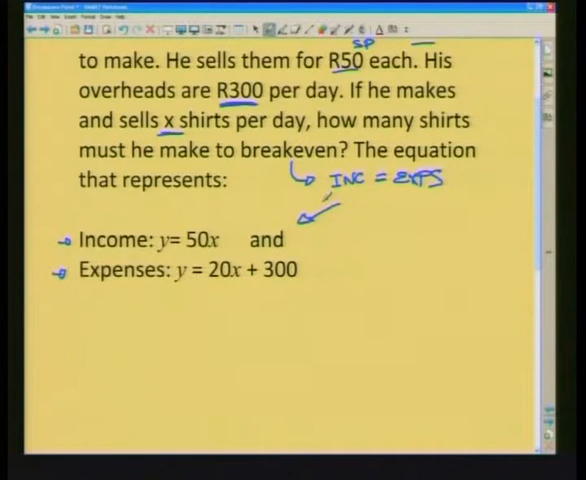 SP
to make. He sells them for R50 each. His
overheads are R300 per day. If he makes
and sells x shirts per day, how many shirts
must he make to breakeven? The equation
that represents:
INC = EXPS
Income: y= 50x and
Expenses: y = 20x + 300